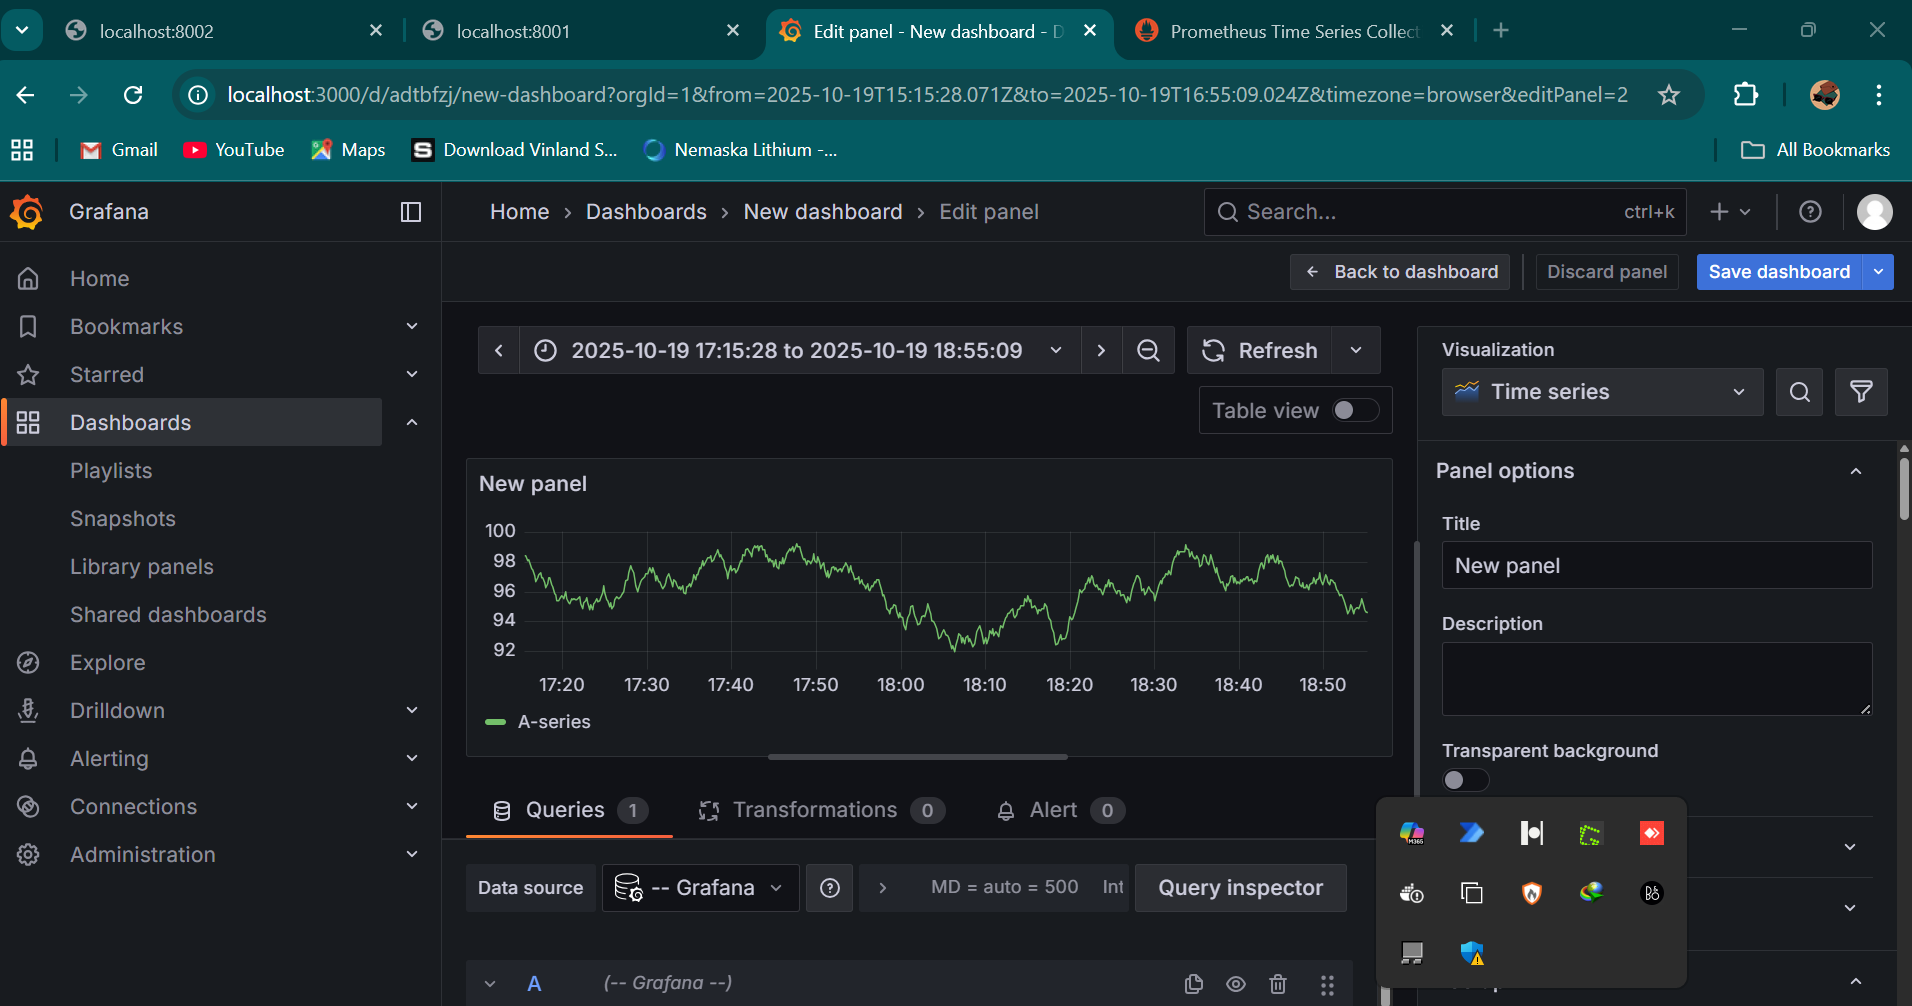 localhost:8002
localhost:8001
Edit panel - New dashboard - D
Prometheus Time Series Collect
localhost:3000/d/adtbfzj/new-dashboard?orgId=1&from=2025-10-19T15:15:28.071Z&to=2025-10-19T16:55:09.024Z&timezone=browser&editPanel=2
Gmail
YouTube
Maps
Download Vinland S...
Nemaska Lithium -...
All Bookmarks
Grafana
Home > Dashboards > New dashboard > Edit panel
Search...
ctrl+k
Home
Bookmarks
Starred
Dashboards
Playlists
Snapshots
Library panels
Shared dashboards
Explore
Drilldown
Alerting
Connections
Administration
Back to dashboard
Discard panel
Save dashboard
2025-10-19 17:15:28 to 2025-10-19 18:55:09
Refresh
Table view
New panel
100
98
96
94
92
17:20 17:30 17:40 17:50 18:00 18:10 18:20 18:30 18:40 18:50
A-series
Queries 1
Transformations 0
Alert 0
Data source
-- Grafana
MD = auto = 500
Int
Query inspector
A
(-- Grafana --)
Visualization
Time series
Panel options
Title
New panel
Description
Transparent background
M365
BO